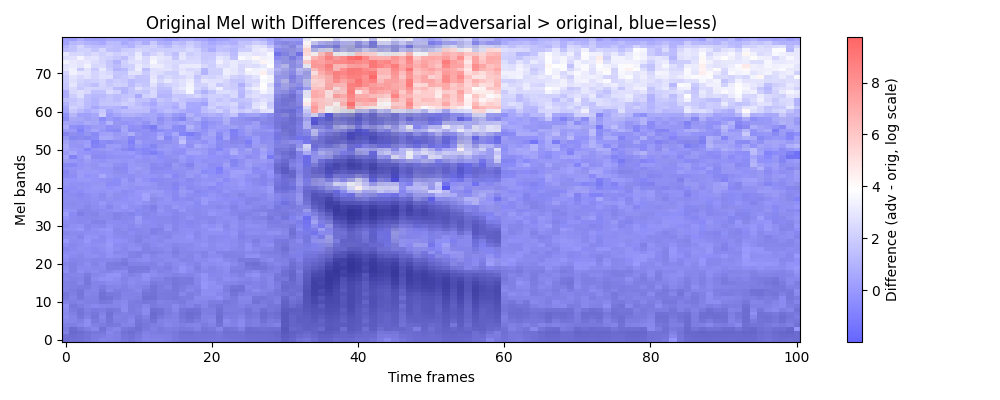 Original Mel with Differences (red=adversarial > original, blue=less)
Mel bands
70
60
50
40
30
20
10
0
0 20 40 60 80 100
Time frames
8
6
4
2
0
Difference (adv - orig, log scale)